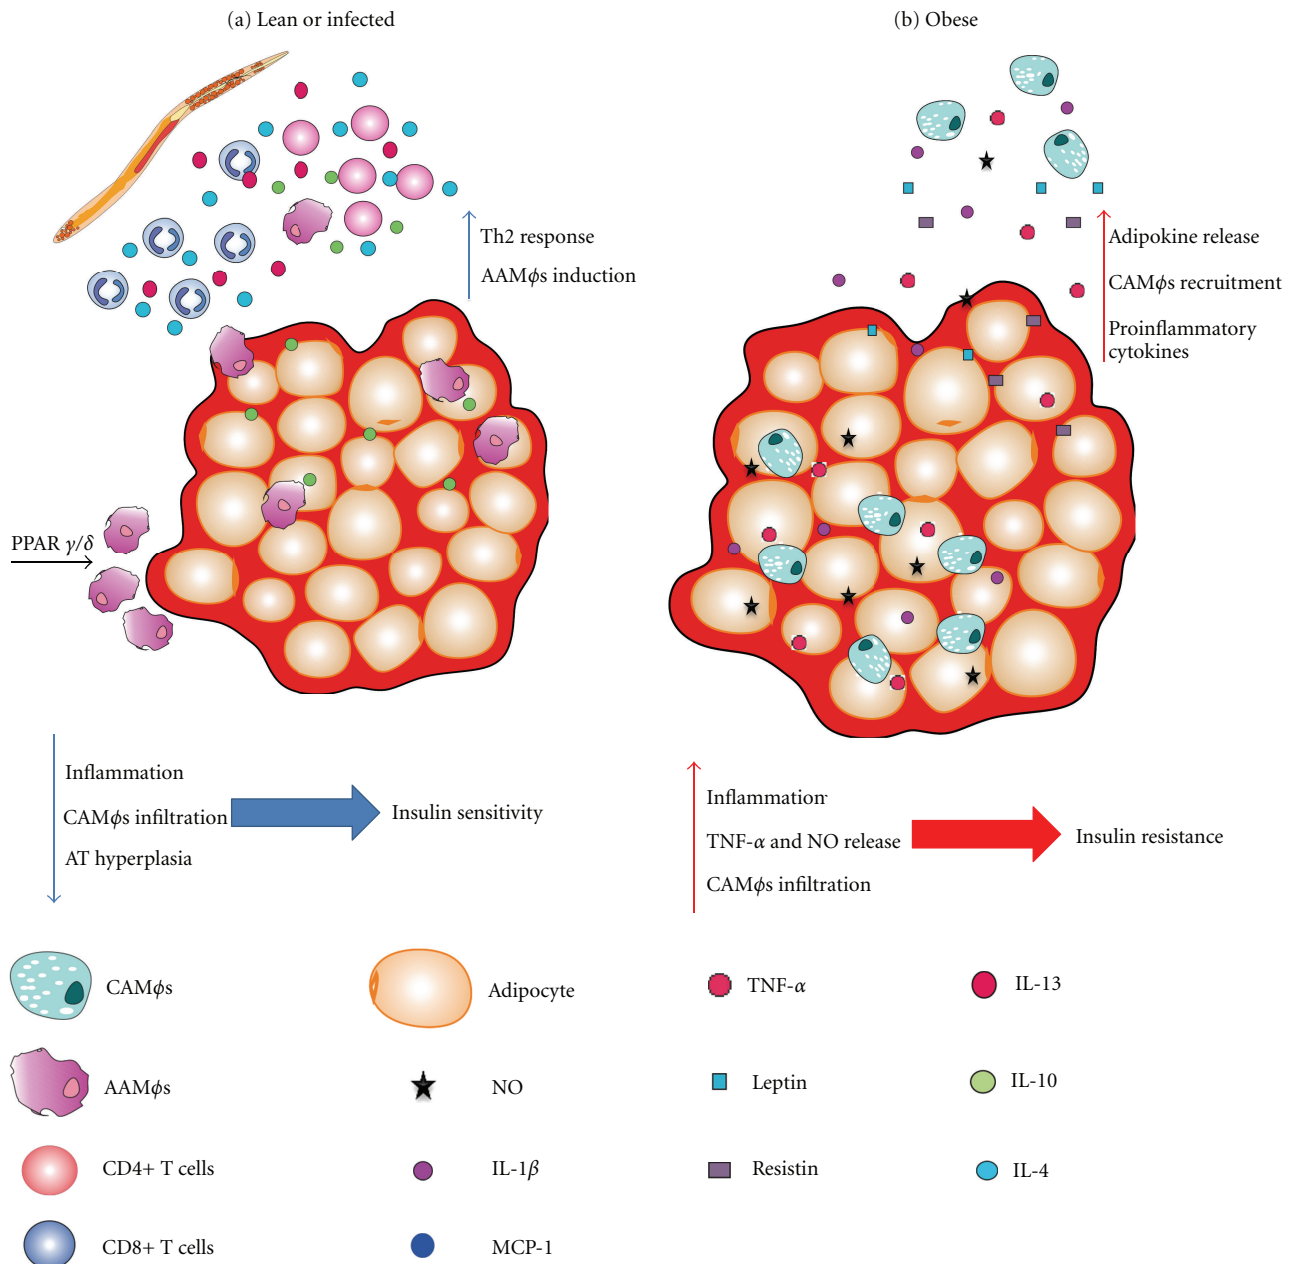 (a) Lean or infected
(b) Obese
Th2 response
AAMϕs induction
Adipokine release
CAMϕs recruitment
Proinflammatory
cytokines
PPAR γ/δ
Inflammation
CAMϕs infiltration
AT hyperplasia
Insulin sensitivity
Inflammation
TNF-α and NO release
CAMϕs infiltration
Insulin resistance
CAMϕs
Adipocyte
TNF-α
IL-13
AAMϕs
NO
Leptin
IL-10
CD4+ T cells
IL-1β
Resistin
IL-4
CD8+ T cells
MCP-1